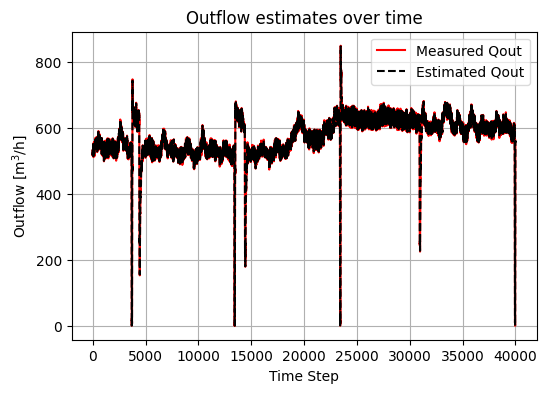 Outflow estimates over time
Measured Qout
Estimated Qout
Outflow [m³/h]
800
600
400
200
0
0 5000 10000 15000 20000 25000 30000 35000 40000
Time Step